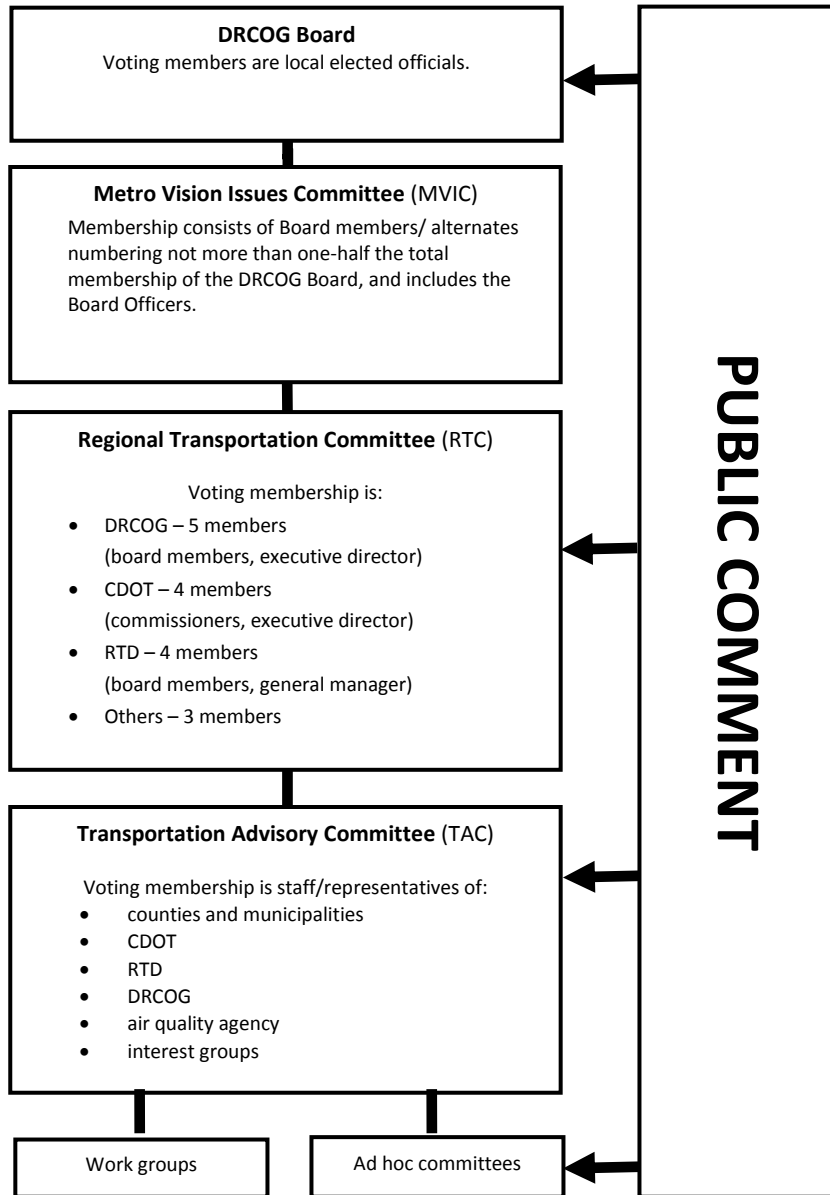 DRCOG Board
Voting members are local elected officials.
Metro Vision Issues Committee (MVIC)
Membership consists of Board members/ alternates
numbering not more than one-half the total
membership of the DRCOG Board, and includes the
Board Officers.
Regional Transportation Committee (RTC)
Voting membership is:
• DRCOG – 5 members
(board members, executive director)
• CDOT – 4 members
(commissioners, executive director)
• RTD – 4 members
(board members, general manager)
• Others – 3 members
Transportation Advisory Committee (TAC)
Voting membership is staff/representatives of:
• counties and municipalities
• CDOT
• RTD
• DRCOG
• air quality agency
• interest groups
Work groups
Ad hoc committees
PUBLIC COMMENT